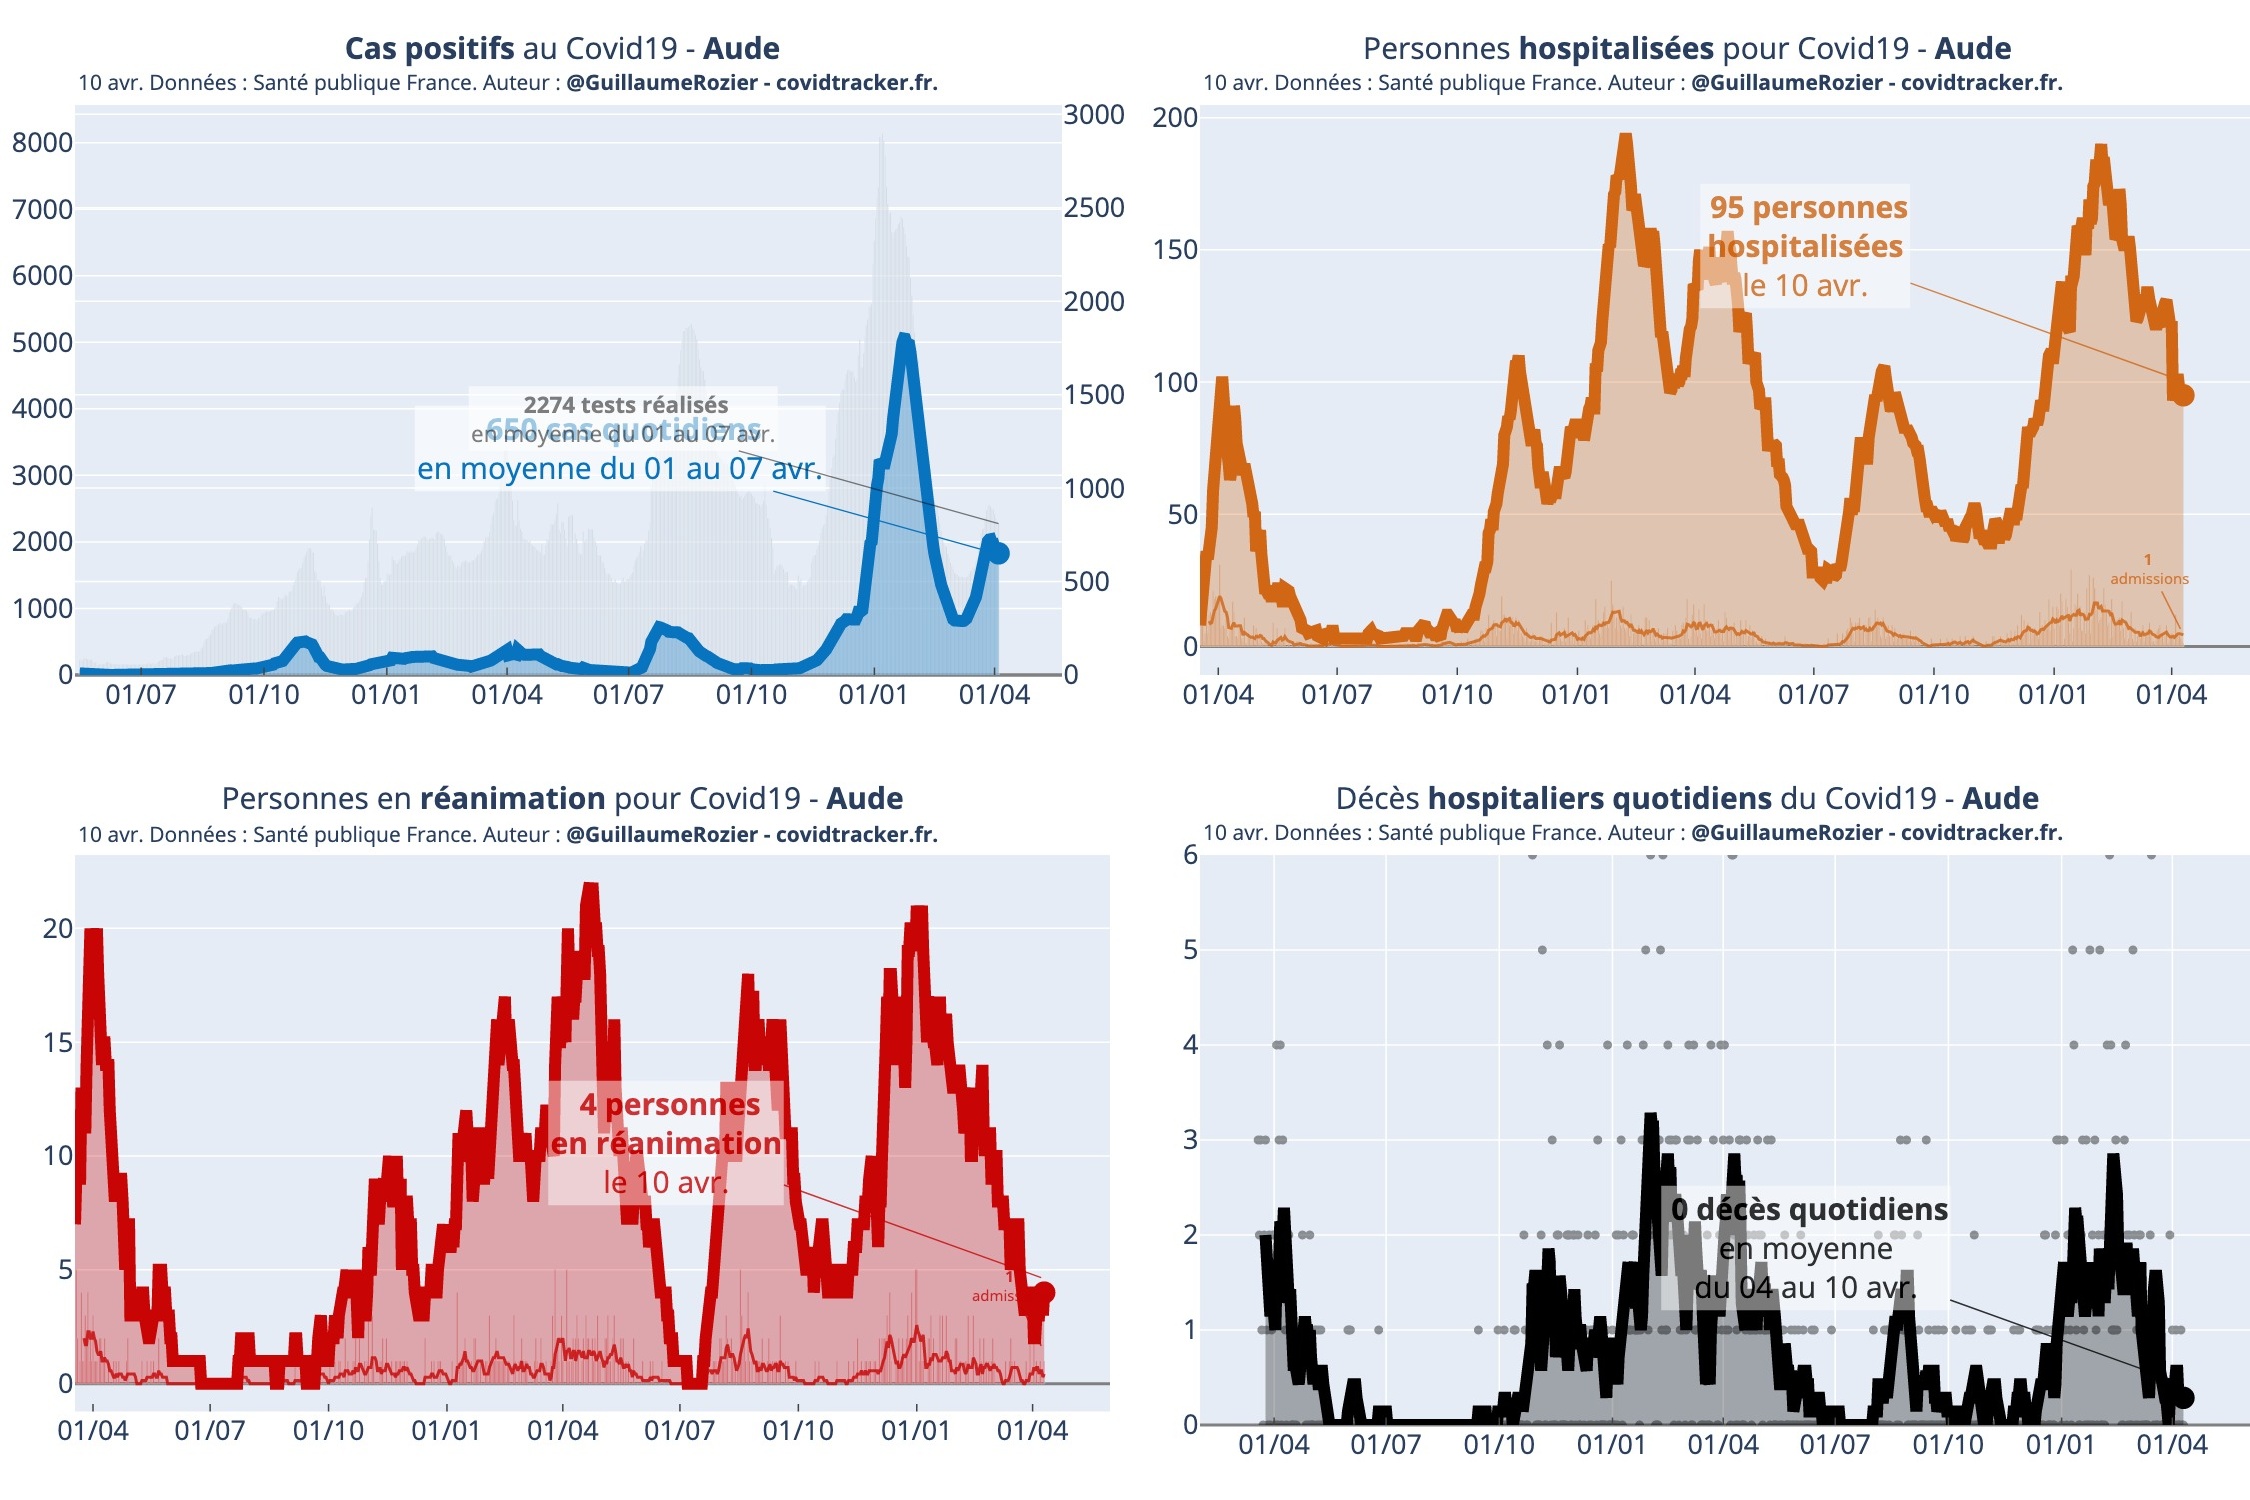 Cas positifs au Covid19 - Aude
10 avr. Données : Santé publique France. Auteur : @GuillaumeRozier - covidtracker.fr.
8000
7000
6000
5000
4000
3000
2000
1000
0
3000
2500
2000
1500
1000
500
0
2274 tests réalisés
en moyenne du 01 au 07 avr.
650 cas quotidiens
en moyenne du 01 au 07 avr.
01/07 01/10 01/01 01/04 01/07 01/10 01/01 01/04
Personnes hospitalisées pour Covid19 - Aude
10 avr. Données : Santé publique France. Auteur : @GuillaumeRozier - covidtracker.fr.
200
150
100
50
0
95 personnes
hospitalisées
le 10 avr.
1
admissions
01/04 01/07 01/10 01/01 01/04 01/07 01/10 01/01 01/04
Personnes en réanimation pour Covid19 - Aude
10 avr. Données : Santé publique France. Auteur : @GuillaumeRozier - covidtracker.fr.
20
15
10
5
0
4 personnes
en réanimation
le 10 avr.
1
01/04 01/07 01/10 01/01 01/04 01/07 01/10 01/01 01/04
Décès hospitaliers quotidiens du Covid19 - Aude
10 avr. Données : Santé publique France. Auteur : @GuillaumeRozier - covidtracker.fr.
6
5
4
3
2
1
0
0 décès quotidiens
en moyenne
du 04 au 10 avr.
01/04 01/07 01/10 01/01 01/04 01/07 01/10 01/01 01/04